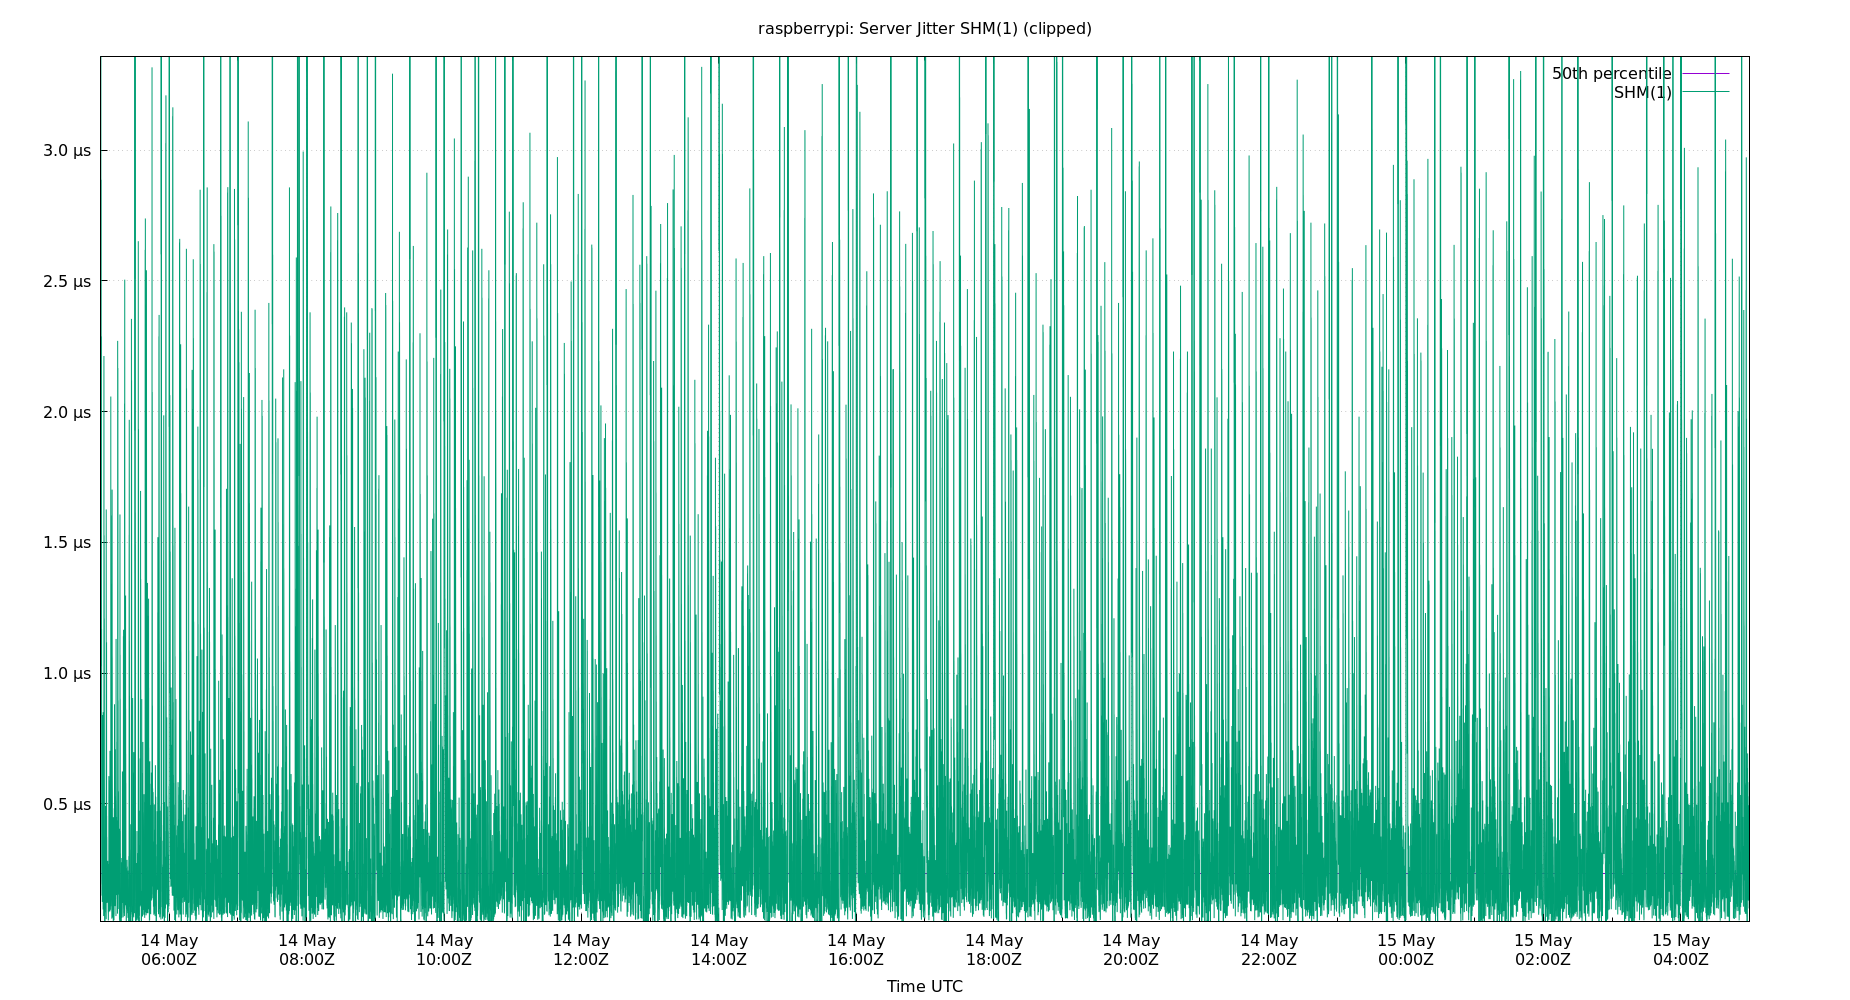 raspberrypi: Server Jitter SHM(1) (clipped)
50th percentile
SHM(1)
3.0 μs
2.5 μs
2.0 μs
1.5 μs
1.0 μs
0.5 μs
14 May 14 May 14 May 14 May 14 May 14 May 14 May 14 May 14 May 15 May 15 May 15 May
06:00Z 08:00Z 10:00Z 12:00Z 14:00Z 16:00Z 18:00Z 20:00Z 22:00Z 00:00Z 02:00Z 04:00Z
Time UTC